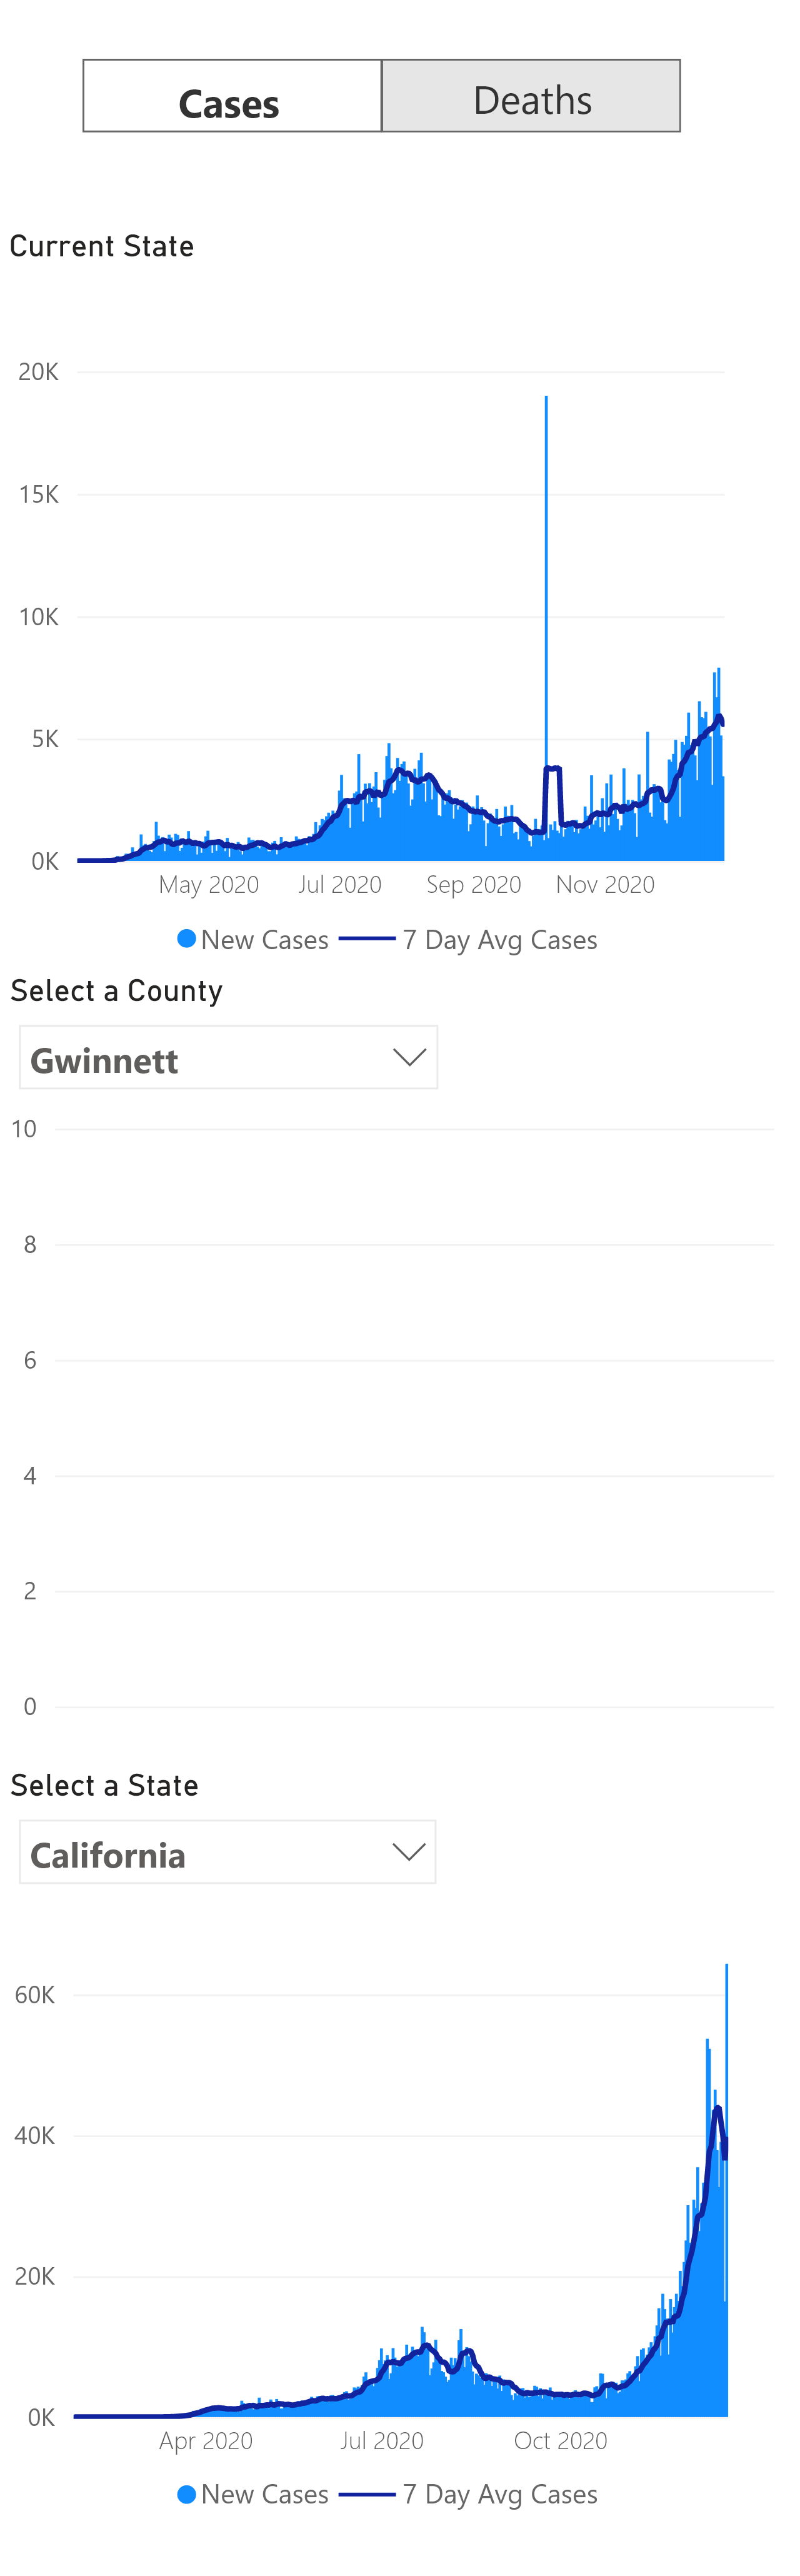 Cases Deaths
Current State
20K
15K
10K
5K
0K
May 2020 Jul 2020 Sep 2020 Nov 2020
New Cases 7 Day Avg Cases
Select a County
Gwinnett
10
8
6
4
2
0
Select a State
California
60K
40K
20K
0K
Apr 2020 Jul 2020 Oct 2020
New Cases 7 Day Avg Cases